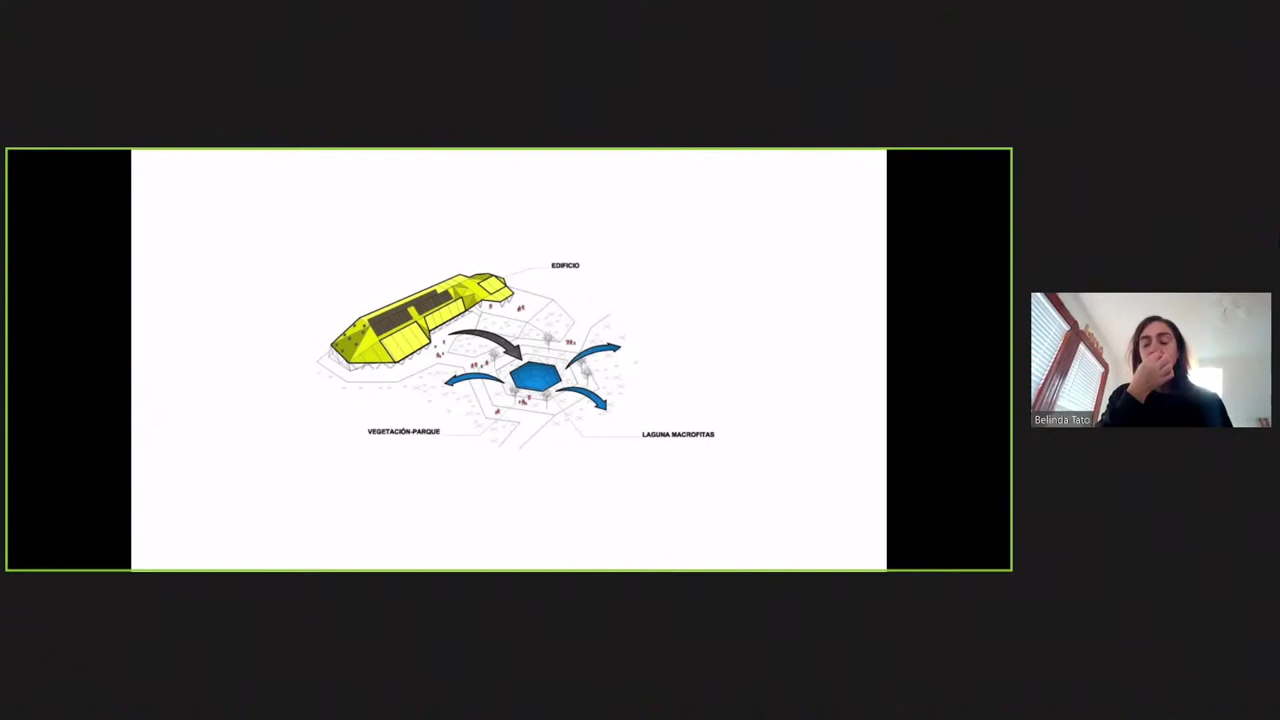 EDIFICIO
VEGETACIÓN-PARQUE
LAGUNA MACROFITAS
Belinda Tato